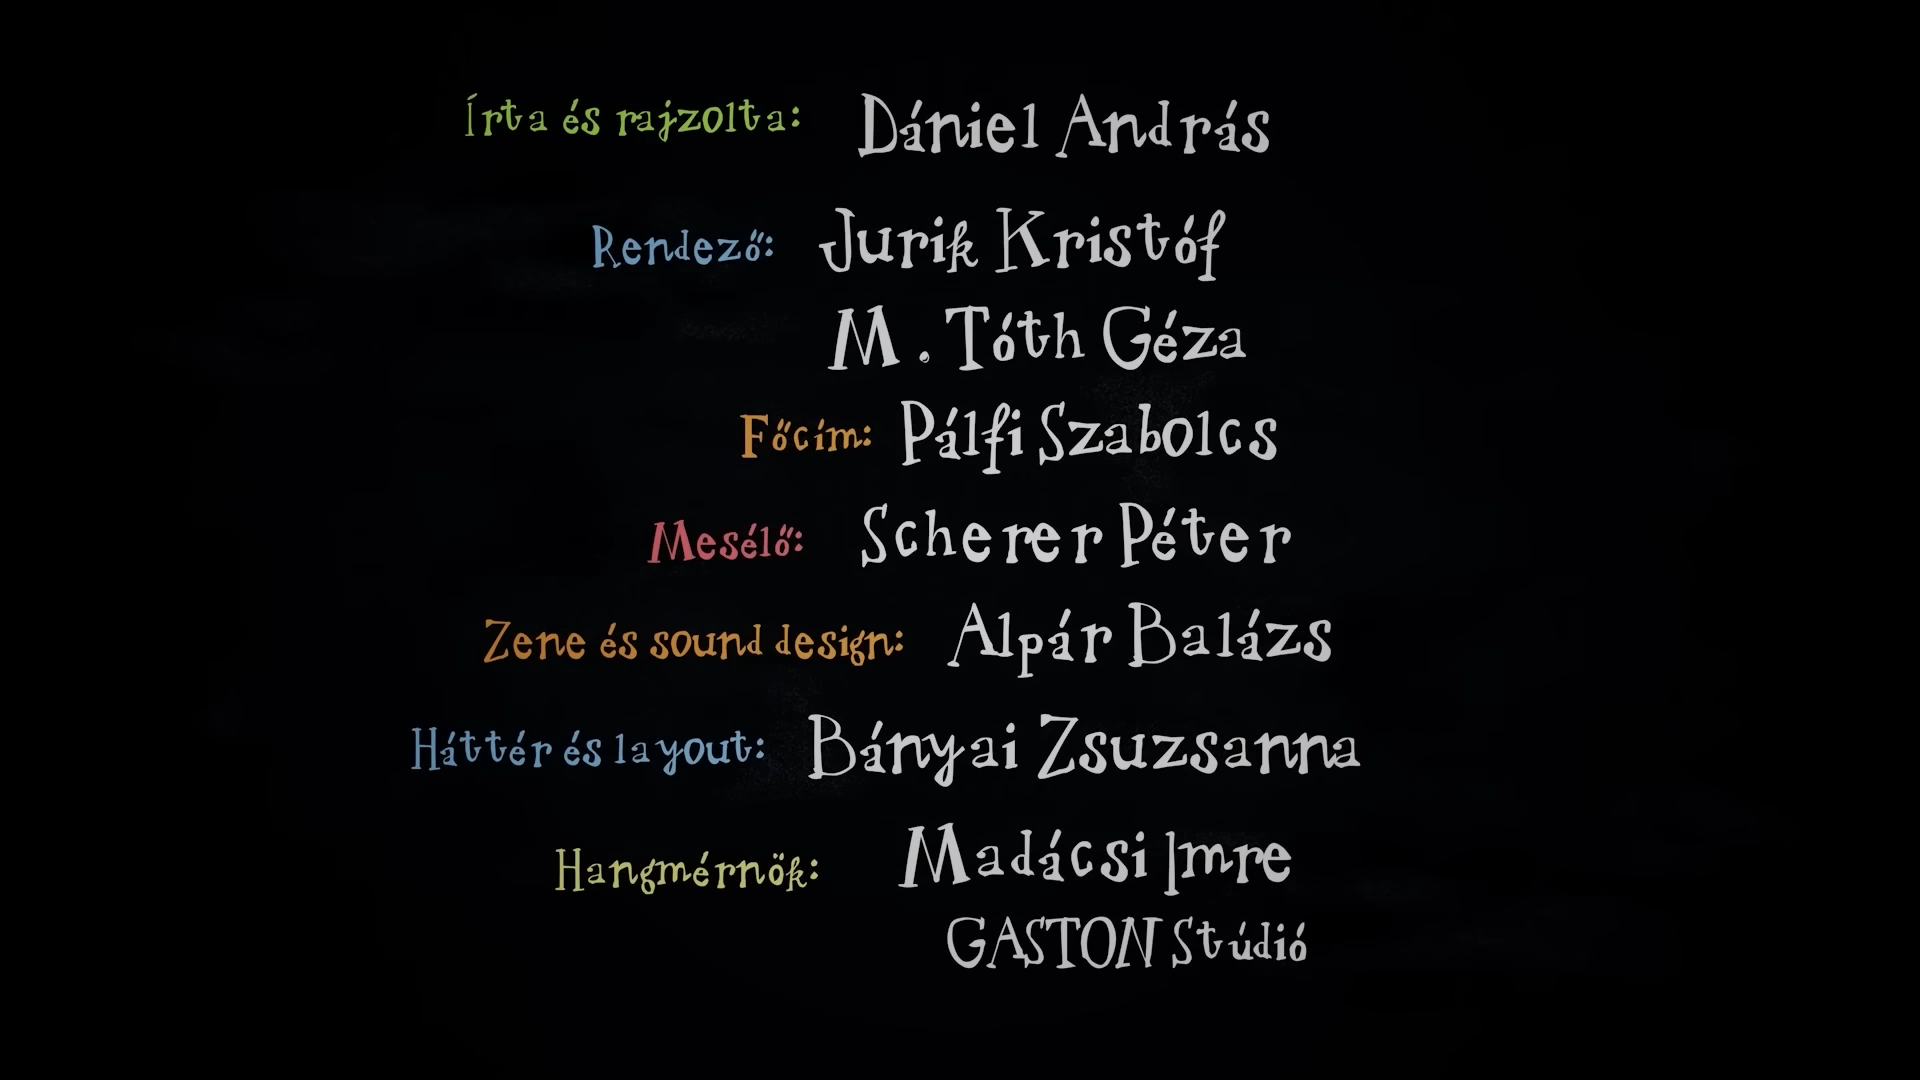 Írta és rajzolta: Dániel András
Rendező: Jurik Kristóf
M. Tóth Géza
Főcím: Pálfi Szabolcs
Mesélő: Scherer Péter
Zene és sound design: Alpár Balázs
Háttér és layout: Bányai Zsuzsanna
Hangmérnök: Madácsi Imre
GASTON Stúdió